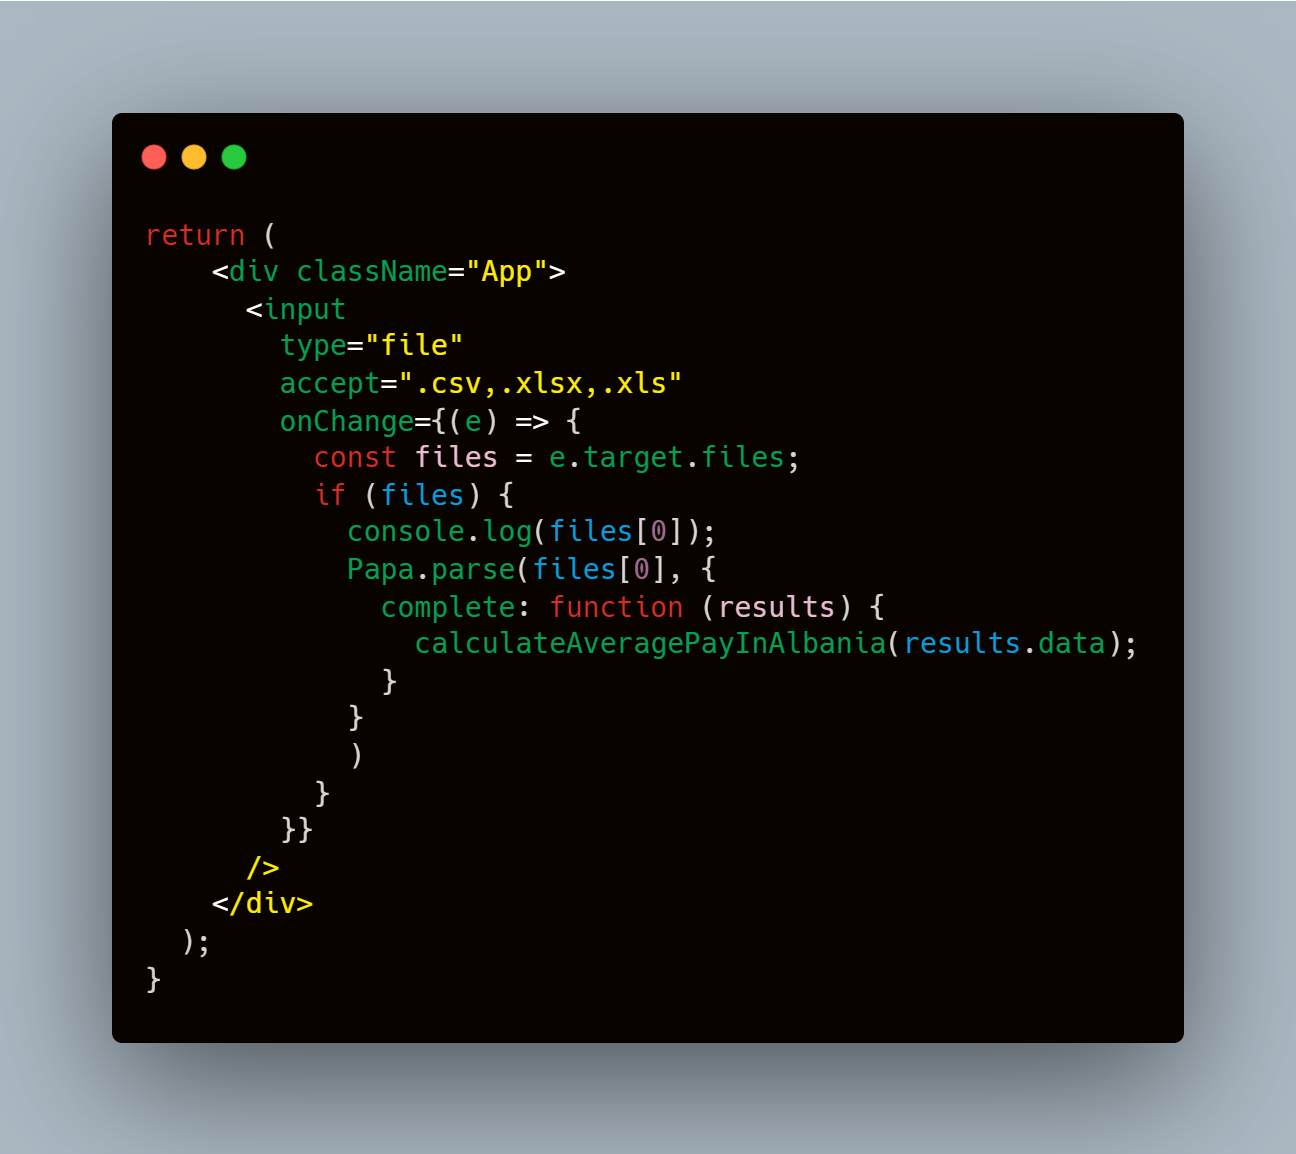 return (
    <div className="App">
      <input
        type="file"
        accept=".csv,.xlsx,.xls"
        onChange={(e) => {
          const files = e.target.files;
          if (files) {
            console.log(files[0]);
            Papa.parse(files[0], {
              complete: function (results) {
                calculateAveragePayInAlbania(results.data);
              }
            }
            )
          }
        }}
      />
    </div>
  );
}